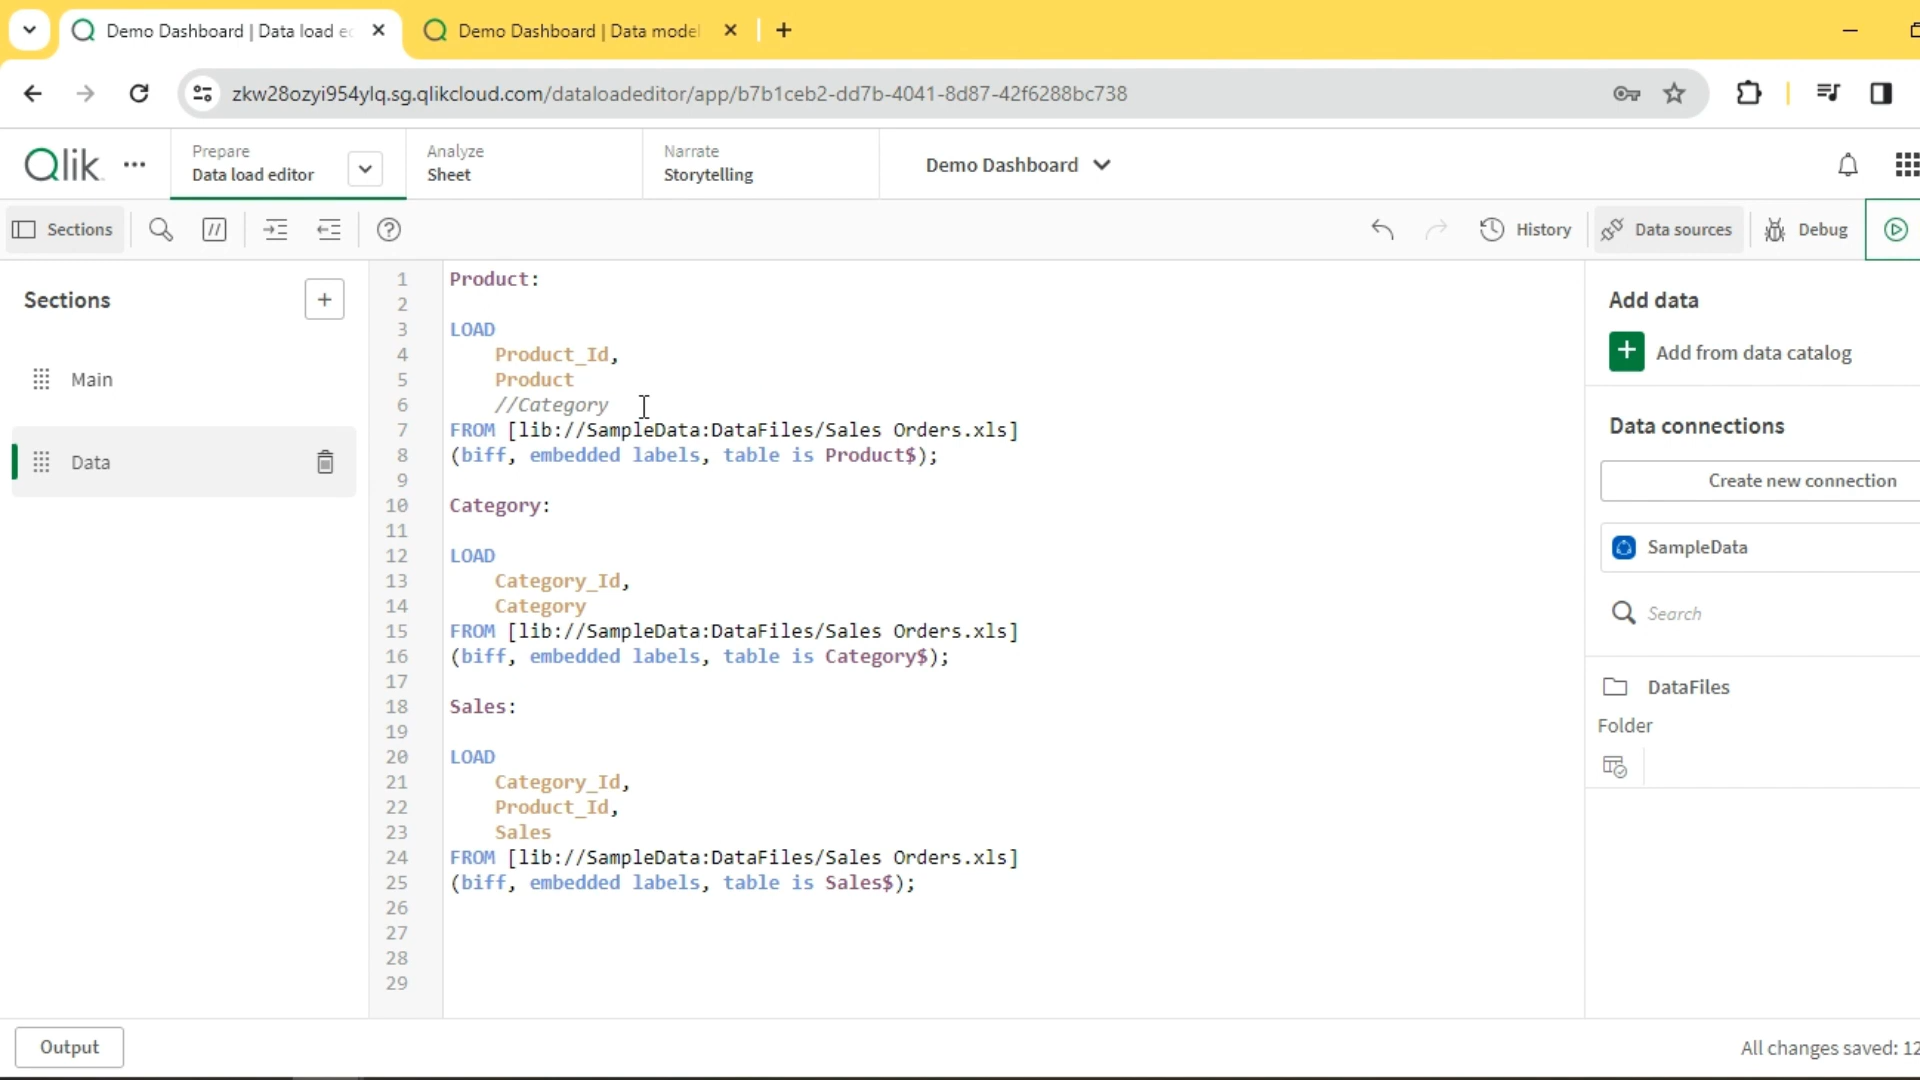 Demo Dashboard | Data load ec
Demo Dashboard | Data model
zkw28ozyi954ylq.sg.qlikcloud.com/dataloadeditor/app/b7b1ceb2-dd7b-4041-8d87-42f6288bc738
Qlik
Prepare
Data load editor
Analyze
Sheet
Narrate
Storytelling
Demo Dashboard
Sections
//
History
Data sources
Debug
Sections
Main
Data
1 Product:
2
3 LOAD
4 Product_Id,
5 Product
6 //Category
7 FROM [lib://SampleData:DataFiles/Sales Orders.xls]
8 (biff, embedded labels, table is Product$);
9
10 Category:
11
12 LOAD
13 Category_Id,
14 Category
15 FROM [lib://SampleData:DataFiles/Sales Orders.xls]
16 (biff, embedded labels, table is Category$);
17
18 Sales:
19
20 LOAD
21 Category_Id,
22 Product_Id,
23 Sales
24 FROM [lib://SampleData:DataFiles/Sales Orders.xls]
25 (biff, embedded labels, table is Sales$);
26
27
28
29
Add data
Add from data catalog
Data connections
Create new connection
SampleData
Search
DataFiles
Folder
Output
All changes saved: 12